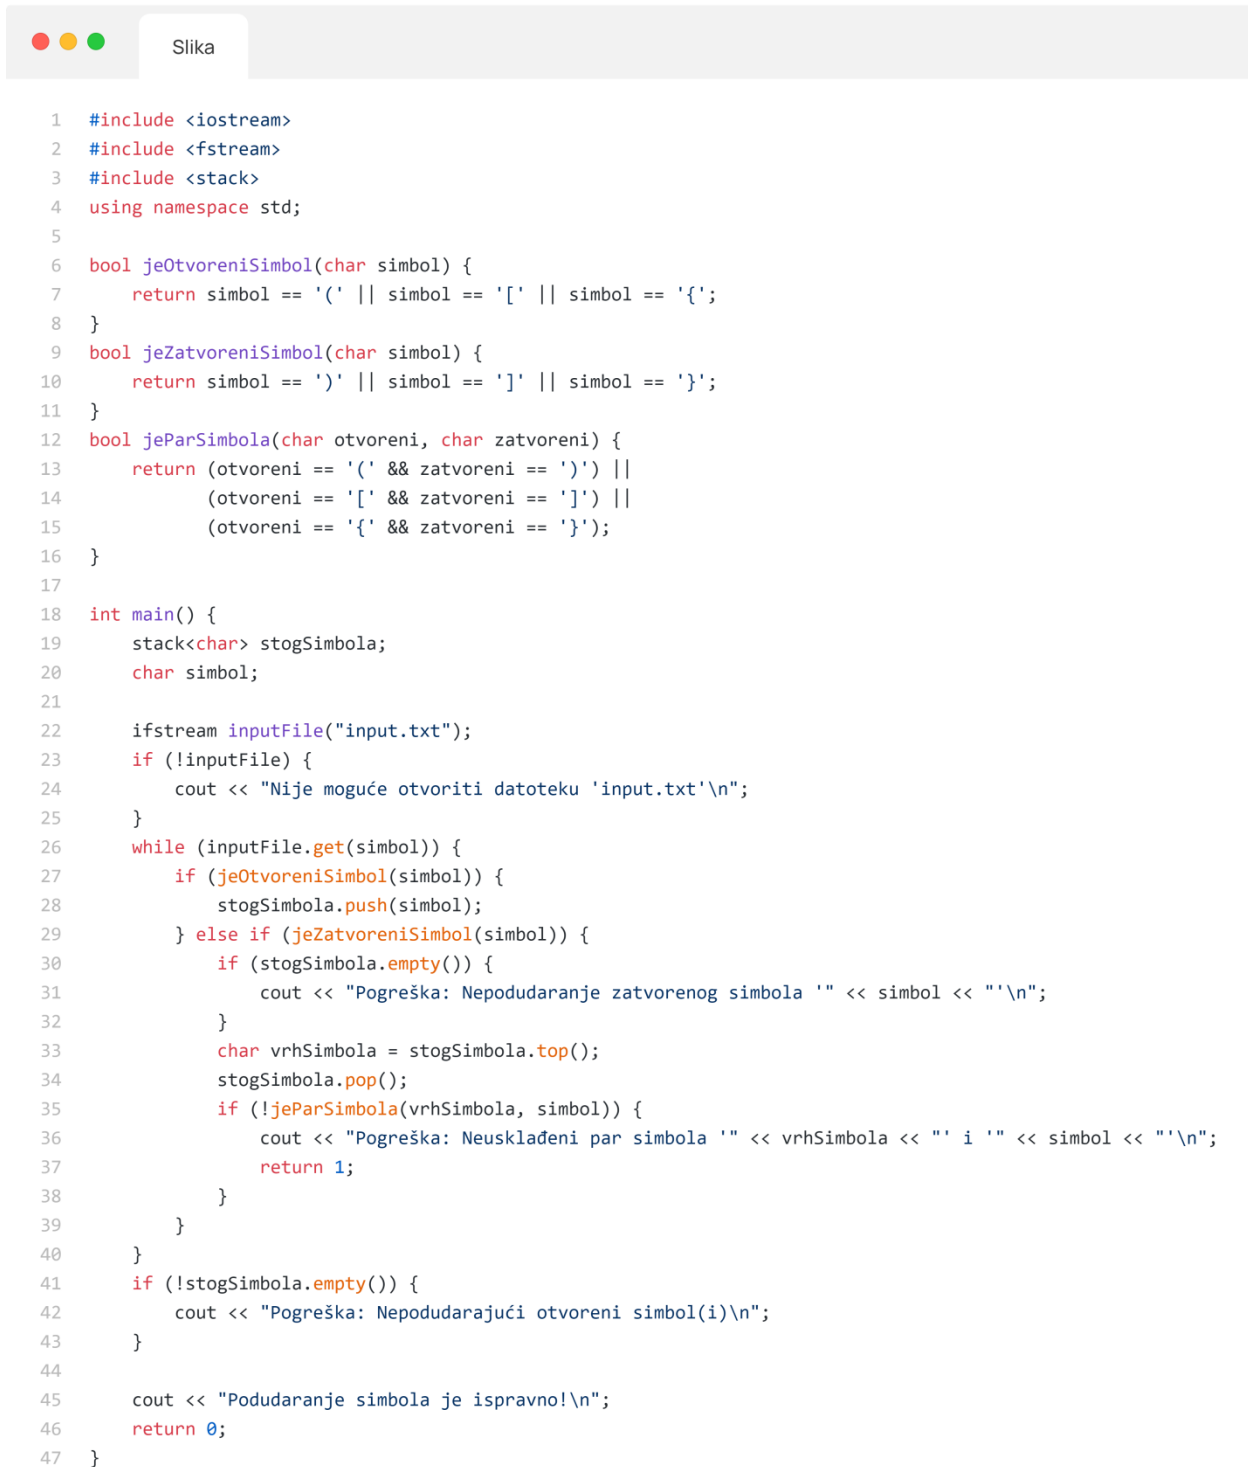 Slika
1 #include <iostream>
2 #include <fstream>
3 #include <stack>
4 using namespace std;
5
6 bool jeOtvoreniSimbol(char simbol) {
7     return simbol == '(' || simbol == '[' || simbol == '{';
8 }
9 bool jeZatvoreniSimbol(char simbol) {
10     return simbol == ')' || simbol == ']' || simbol == '}';
11 }
12 bool jeParSimbola(char otvoreni, char zatvoreni) {
13     return (otvoreni == '(' && zatvoreni == ')') ||
14            (otvoreni == '[' && zatvoreni == ']') ||
15            (otvoreni == '{' && zatvoreni == '}');
16 }
17
18 int main() {
19     stack<char> stogSimbola;
20     char simbol;
21
22     ifstream inputFile("input.txt");
23     if (!inputFile) {
24         cout << "Nije moguće otvoriti datoteku 'input.txt'\n";
25     }
26     while (inputFile.get(simbol)) {
27         if (jeOtvoreniSimbol(simbol)) {
28             stogSimbola.push(simbol);
29         } else if (jeZatvoreniSimbol(simbol)) {
30             if (stogSimbola.empty()) {
31                 cout << "Pogreška: Nepodudaranje zatvorenog simbola '" << simbol << "'\n";
32             }
33             char vrhSimbola = stogSimbola.top();
34             stogSimbola.pop();
35             if (!jeParSimbola(vrhSimbola, simbol)) {
36                 cout << "Pogreška: Neusklađeni par simbola '" << vrhSimbola << "' i '" << simbol << "'\n";
37                 return 1;
38             }
39         }
40     }
41     if (!stogSimbola.empty()) {
42         cout << "Pogreška: Nepodudarajući otvoreni simbol(i)\n";
43     }
44
45     cout << "Podudaranje simbola je ispravno!\n";
46     return 0;
47 }